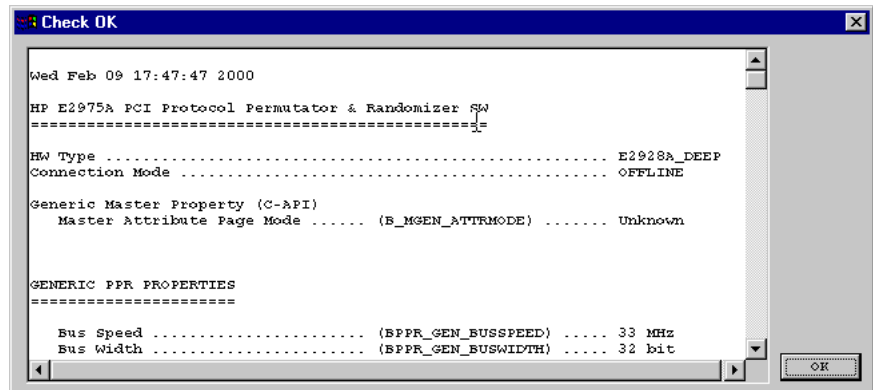 Check OK
Wed Feb 09 17:47:47 2000
HP E2975A PCI Protocol Permutator & Randomizer SW
=================================================
HW Type ...................................................... E2928A_DEEP
Connection Mode .............................................. OFFLINE
Generic Master Property (C-API)
Master Attribute Page Mode ...... (B_MGEN_ATTRMODE) ....... Unknown
GENERIC PPR PROPERTIES
======================
Bus Speed ....................... (BPPR_GEN_BUSSPEED) ..... 33 MHz
Bus Width ....................... (BPPR_GEN_BUSWIDTH) ..... 32 bit
OK